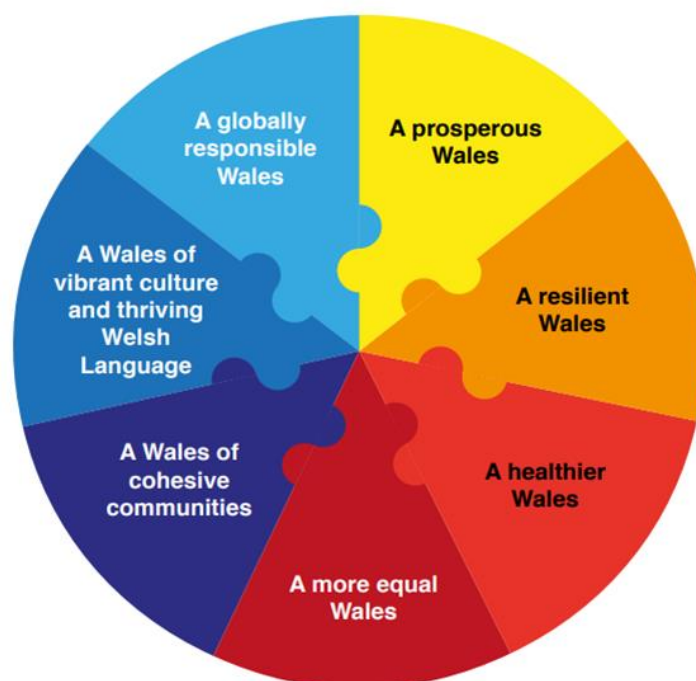 A prosperous
Wales
A resilient
Wales
A healthier
Wales
A more equal
Wales
A Wales of
cohesive
communities
A Wales of
vibrant culture
and thriving
Welsh
Language
A globally
responsible
Wales